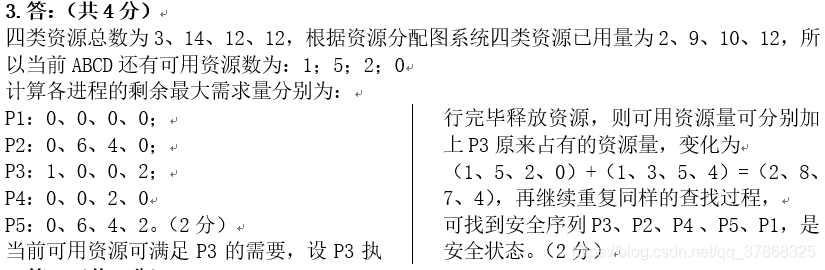 3. 答：（共 4 分）
四类资源总数为 3、14、12、12，根据资源分配图系统四类资源已用量为 2、9、10、12，所
以当前 ABCD 还有可用资源数为：1；5；2；0
计算各进程的剩余最大需求量分别为：
P1：0、0、0、0；
P2：0、6、4、0；
P3：1、0、0、2；
P4：0、0、2、0
P5：0、6、4、2。（2 分）
当前可用资源可满足 P3 的需要，设 P3 执
行完毕释放资源，则可用资源量可分别加
上 P3 原来占有的资源量，变化为
（1、5、2、0）+（1、3、5、4）=（2、8、
7、4），再继续重复同样的查找过程，
可找到安全序列 P3、P2、P4 、P5、P1，是
安全状态。（2 分）
https://blog.csdn.net/qq_37868325